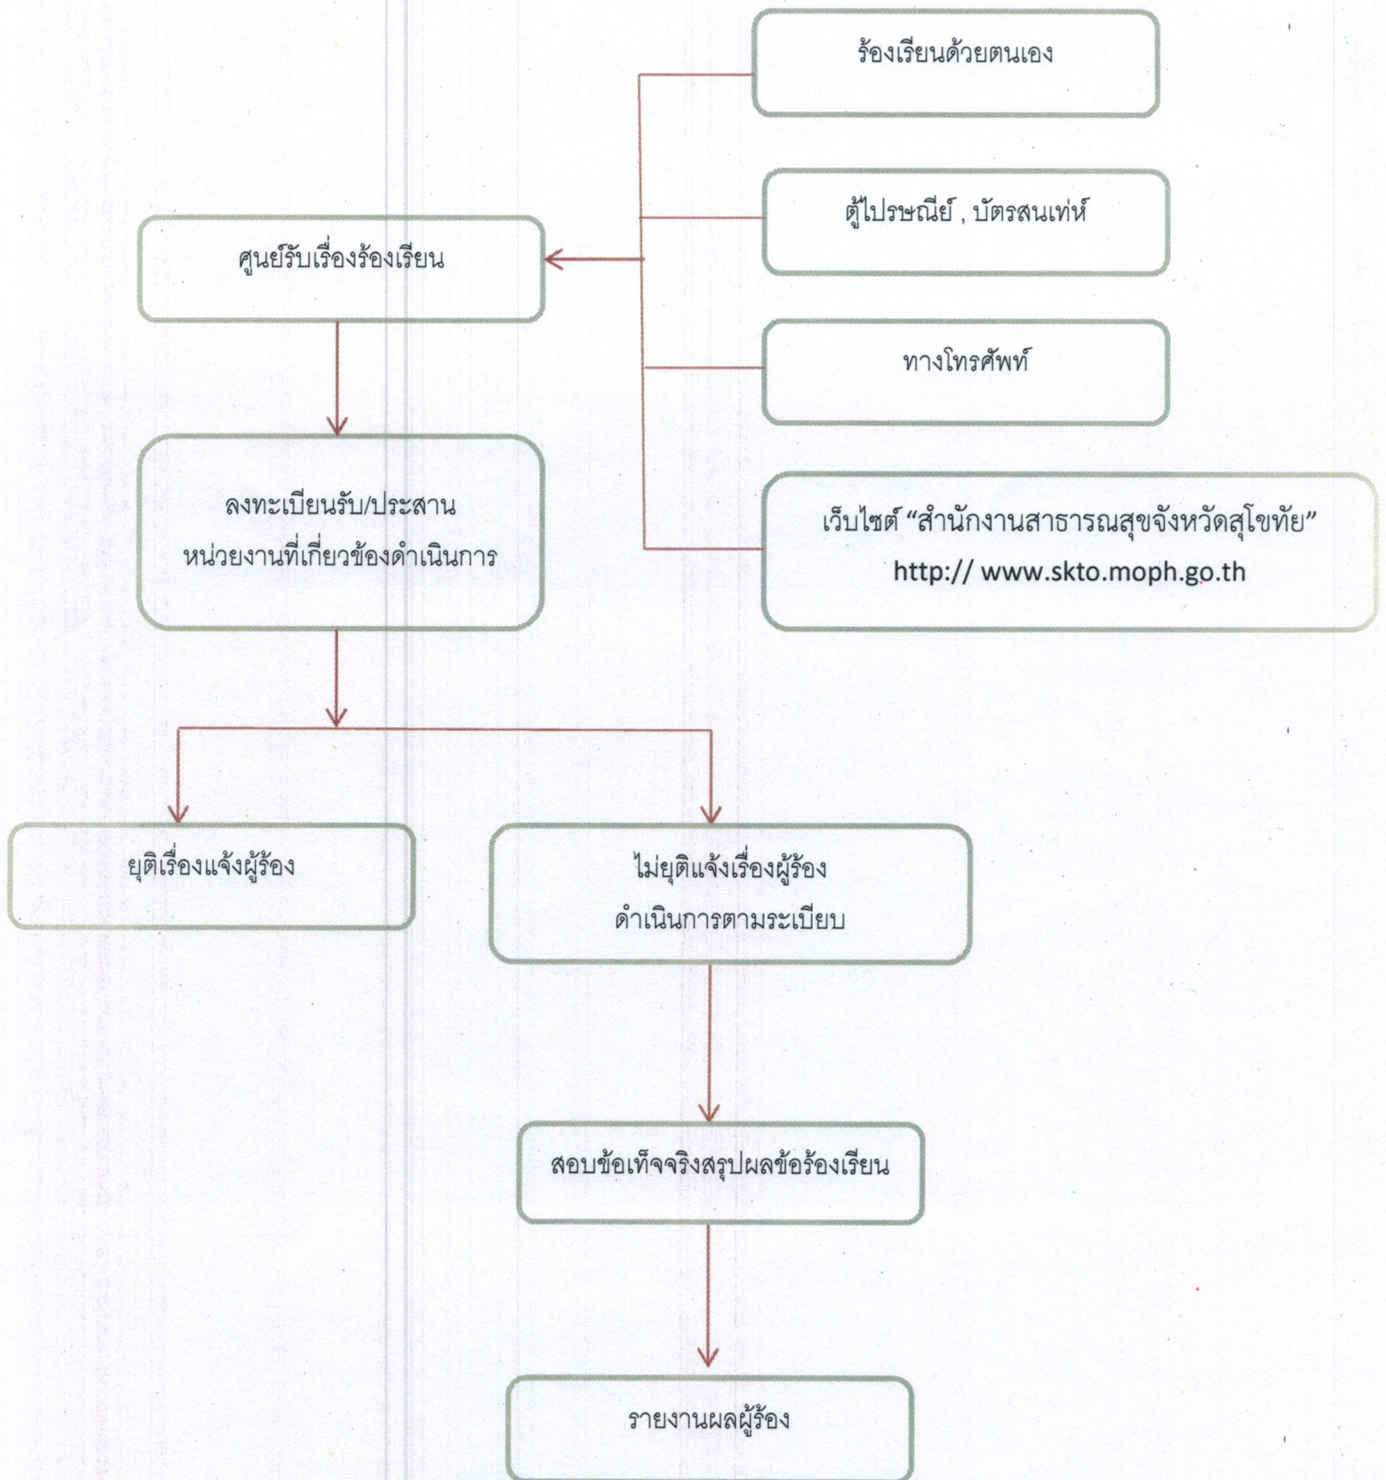 ร้องเรียนด้วยตนเอง
ตู้ไปรษณีย์ , บัตรสนเท่ห์
ศูนย์รับเรื่องร้องเรียน
ทางโทรศัพท์
ลงทะเบียนรับ/ประสาน
หน่วยงานที่เกี่ยวข้องดำเนินการ
เว็บไซต์ “สำนักงานสาธารณสุขจังหวัดสุโขทัย”
http:// www.skto.moph.go.th
ยุติเรื่องแจ้งผู้ร้อง
ไม่ยุติแจ้งเรื่องผู้ร้อง
ดำเนินการตามระเบียบ
สอบข้อเท็จจริงสรุปผลข้อร้องเรียน
รายงานผลผู้ร้อง